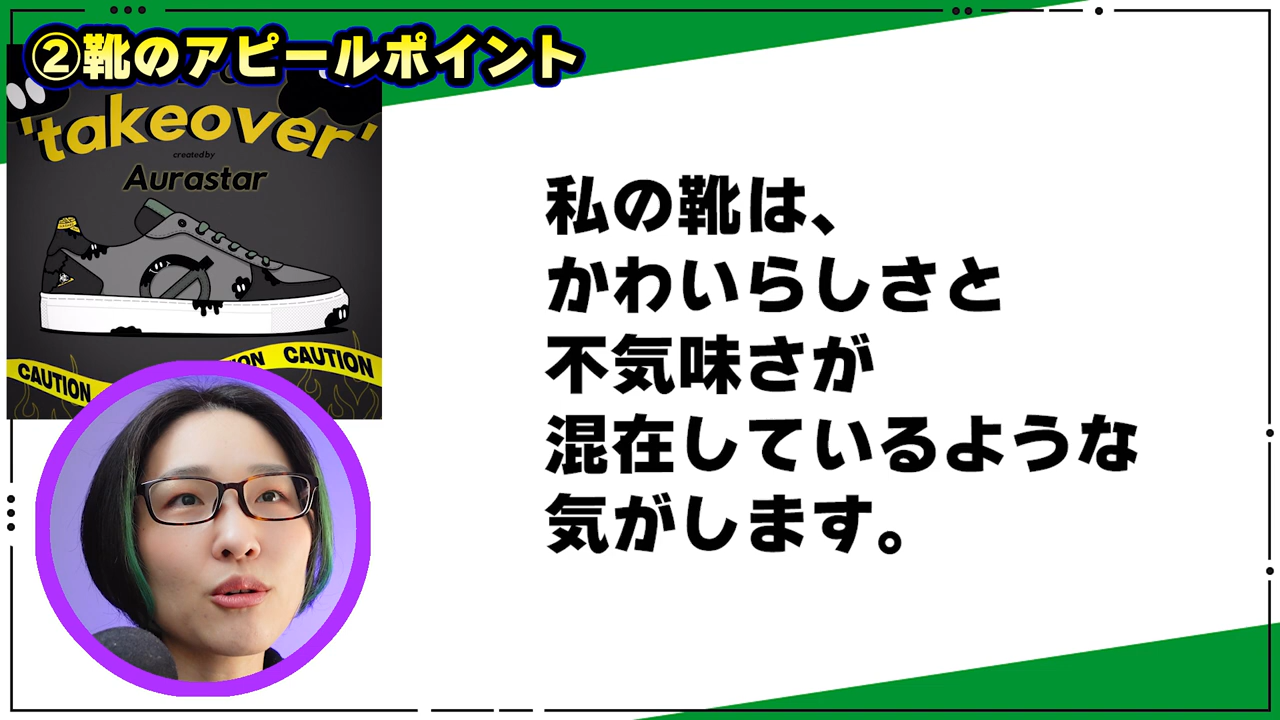 ②靴のアピールポイント
'takeover'
created by
Aurastar
CAUTION
CAUTION
私の靴は、
かわいらしさと
不気味さが
混在しているような
気がします。